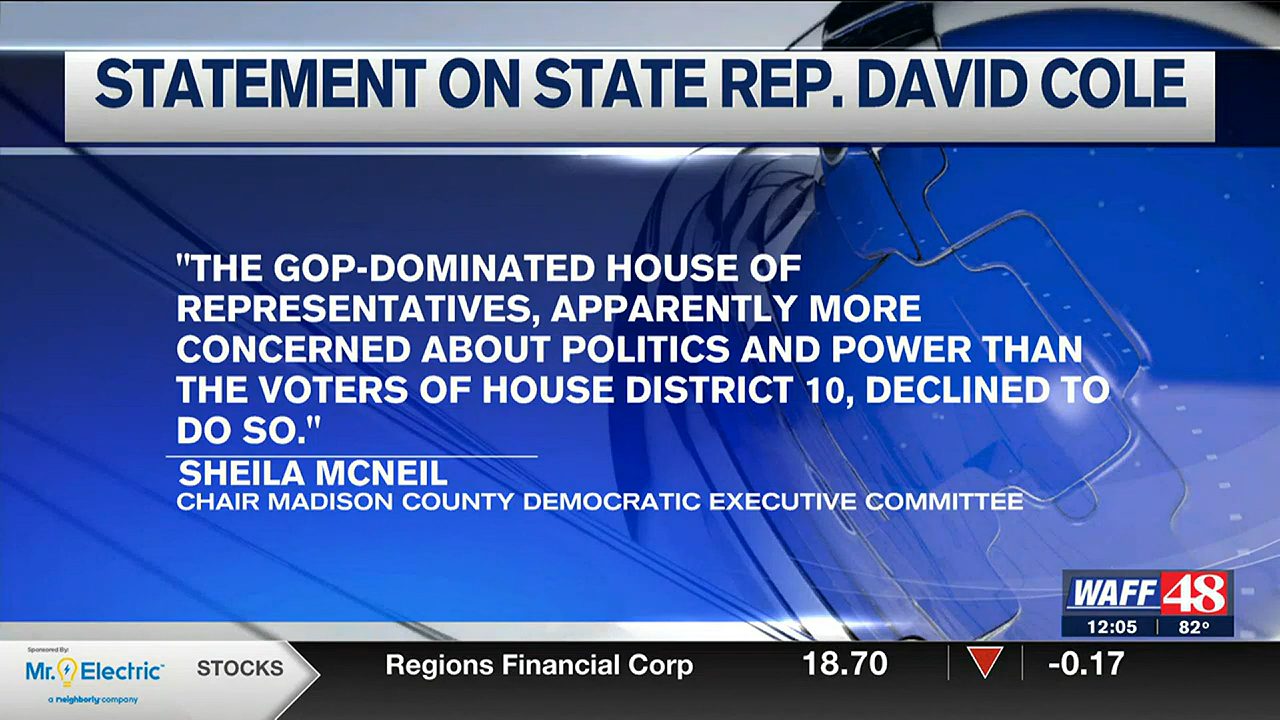 STATEMENT ON STATE REP. DAVID COLE
"THE GOP-DOMINATED HOUSE OF
REPRESENTATIVES, APPARENTLY MORE
CONCERNED ABOUT POLITICS AND POWER THAN
THE VOTERS OF HOUSE DISTRICT 10, DECLINED TO
DO SO."
SHEILA MCNEIL
CHAIR MADISON COUNTY DEMOCRATIC EXECUTIVE COMMITTEE
WAFF 48
12:05 | 82°
Sponsored By:
Mr. Electric
a neighborly company
STOCKS
Regions Financial Corp 18.70 -0.17